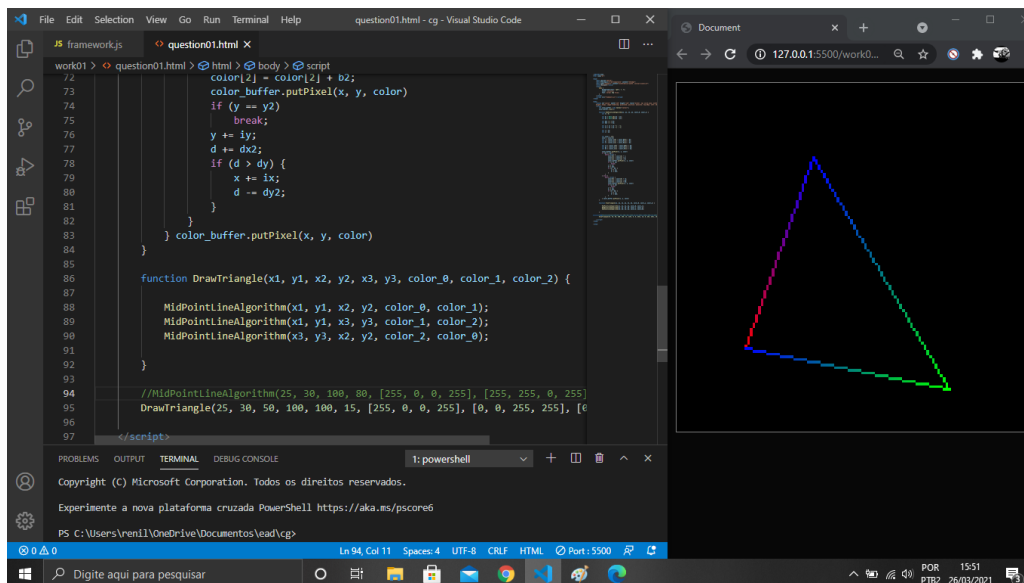 File Edit Selection View Go Run Terminal Help question01.html - cg - Visual Studio Code
JS framework.js <> question01.html ×
work01 > <> question01.html > html > body > script
72 color[2] = color[2] + b2;
73 color_buffer.putPixel(x, y, color)
74 if (y == y2)
75 break;
76 y += iy;
77 d += dx2;
78 if (d > dy) {
79 x += ix;
80 d -= dy2;
81 }
82 }
83 } color_buffer.putPixel(x, y, color)
84 }
85
86 function DrawTriangle(x1, y1, x2, y2, x3, y3, color_0, color_1, color_2) {
87
88 MidPointLineAlgorithm(x1, y1, x2, y2, color_0, color_1);
89 MidPointLineAlgorithm(x1, y1, x3, y3, color_1, color_2);
90 MidPointLineAlgorithm(x3, y3, x2, y2, color_2, color_0);
91
92 }
93
94 //MidPointLineAlgorithm(25, 30, 100, 80, [255, 0, 0, 255], [255, 255, 0, 255]
95 DrawTriangle(25, 30, 50, 100, 100, 15, [255, 0, 0, 255], [0, 0, 255, 255], [0
96
97 </script>
PROBLEMS OUTPUT TERMINAL DEBUG CONSOLE 1: powershell
Copyright (C) Microsoft Corporation. Todos os direitos reservados.
Experimente a nova plataforma cruzada PowerShell https://aka.ms/pscore6
PS C:\Users\renil\OneDrive\Documentos\ead\cg>
0 0 Ln 94, Col 11 Spaces: 4 UTF-8 CRLF HTML Port : 5500
Document
127.0.0.1:5500/work0...
Digite aqui para pesquisar
POR 15:51
PTB2 26/03/2021